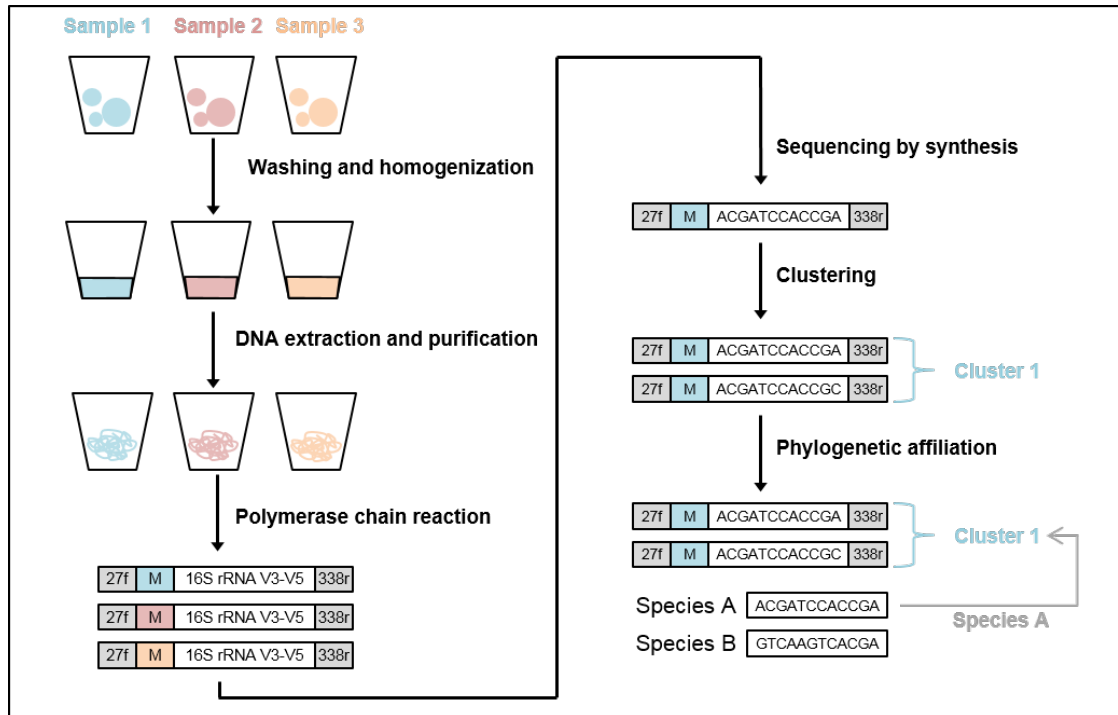 Sample 1 Sample 2 Sample 3
Washing and homogenization
DNA extraction and purification
Polymerase chain reaction
27f M 16S rRNA V3-V5 338r
27f M 16S rRNA V3-V5 338r
27f M 16S rRNA V3-V5 338r
Sequencing by synthesis
27f M ACGATCCACCGA 338r
Clustering
27f M ACGATCCACCGA 338r
Cluster 1
27f M ACGATCCACCGC 338r
Phylogenetic affiliation
27f M ACGATCCACCGA 338r
Cluster 1
27f M ACGATCCACCGC 338r
Species A ACGATCCACCGA
Species A
Species B GTCAAGTCACGA